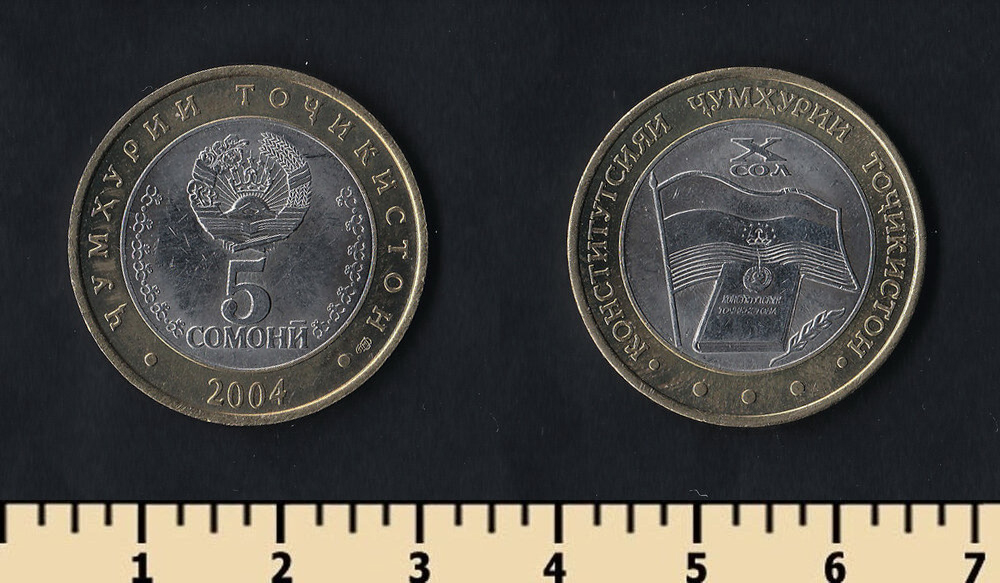 ҶУМҲУРИИ ТОҶИКИСТОН
5
СОМОНӢ
2004
КОНСТИТУТСИЯИ ҶУМҲУРИИ ТОҶИКИСТОН
X
СОЛ
1 2 3 4 5 6 7